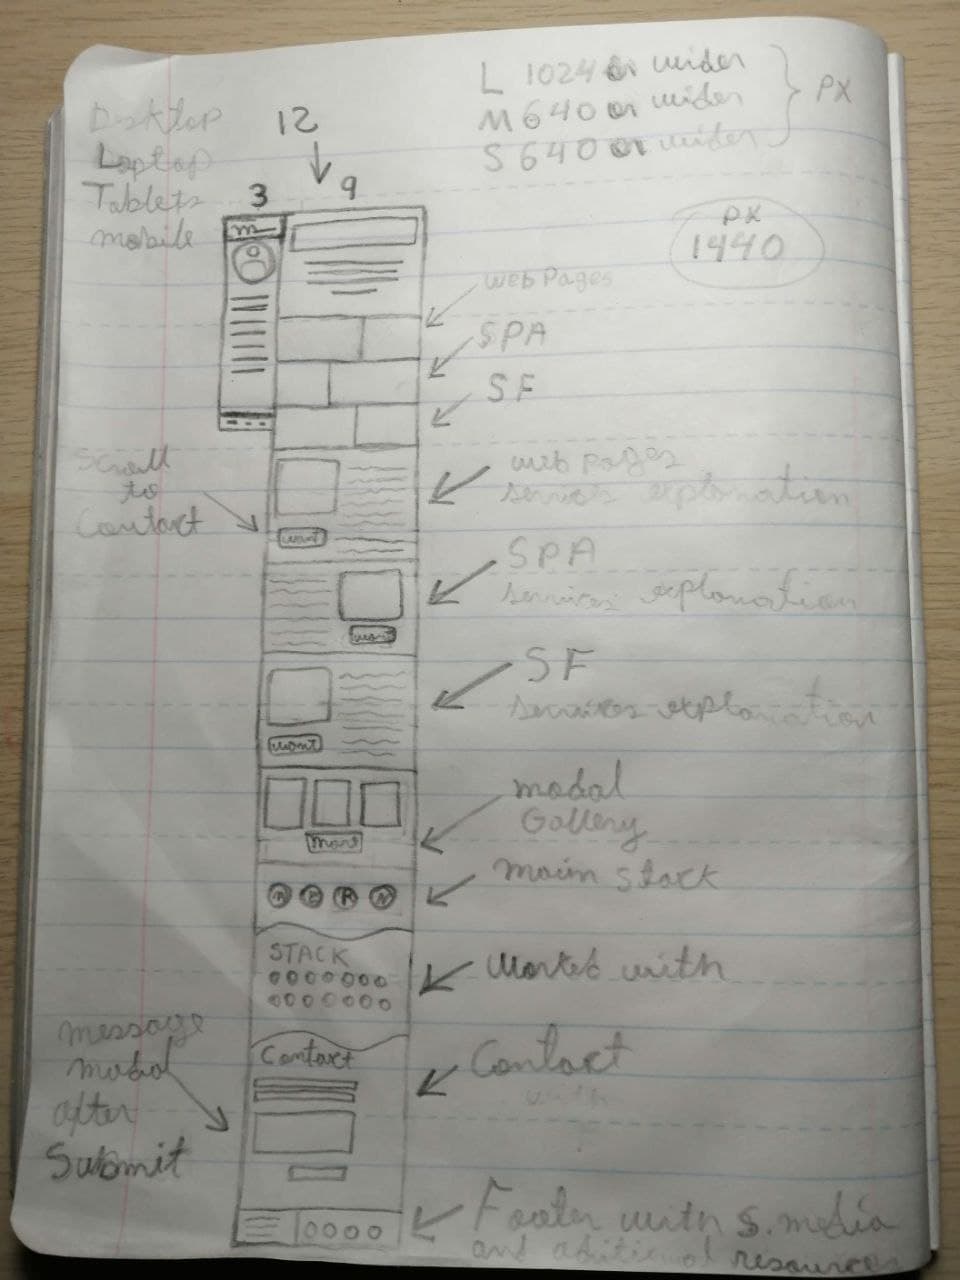 Desktop
Laptop
Tablets
mobile
12
3
9
L 1024 or wider
M 640 or wider
S 640 or wider
PX
PX
1440
m
web Pages
SPA
SF
Scroll
to
Contact
web pages
explanation
want
SPA
services explanation
want
SF
services explanation
want
modal
Gallery
more
main stack
M E R N
STACK
worked with
message
modal
after
Submit
Contact
Contact
with
Footer with s. media
and aditional resources